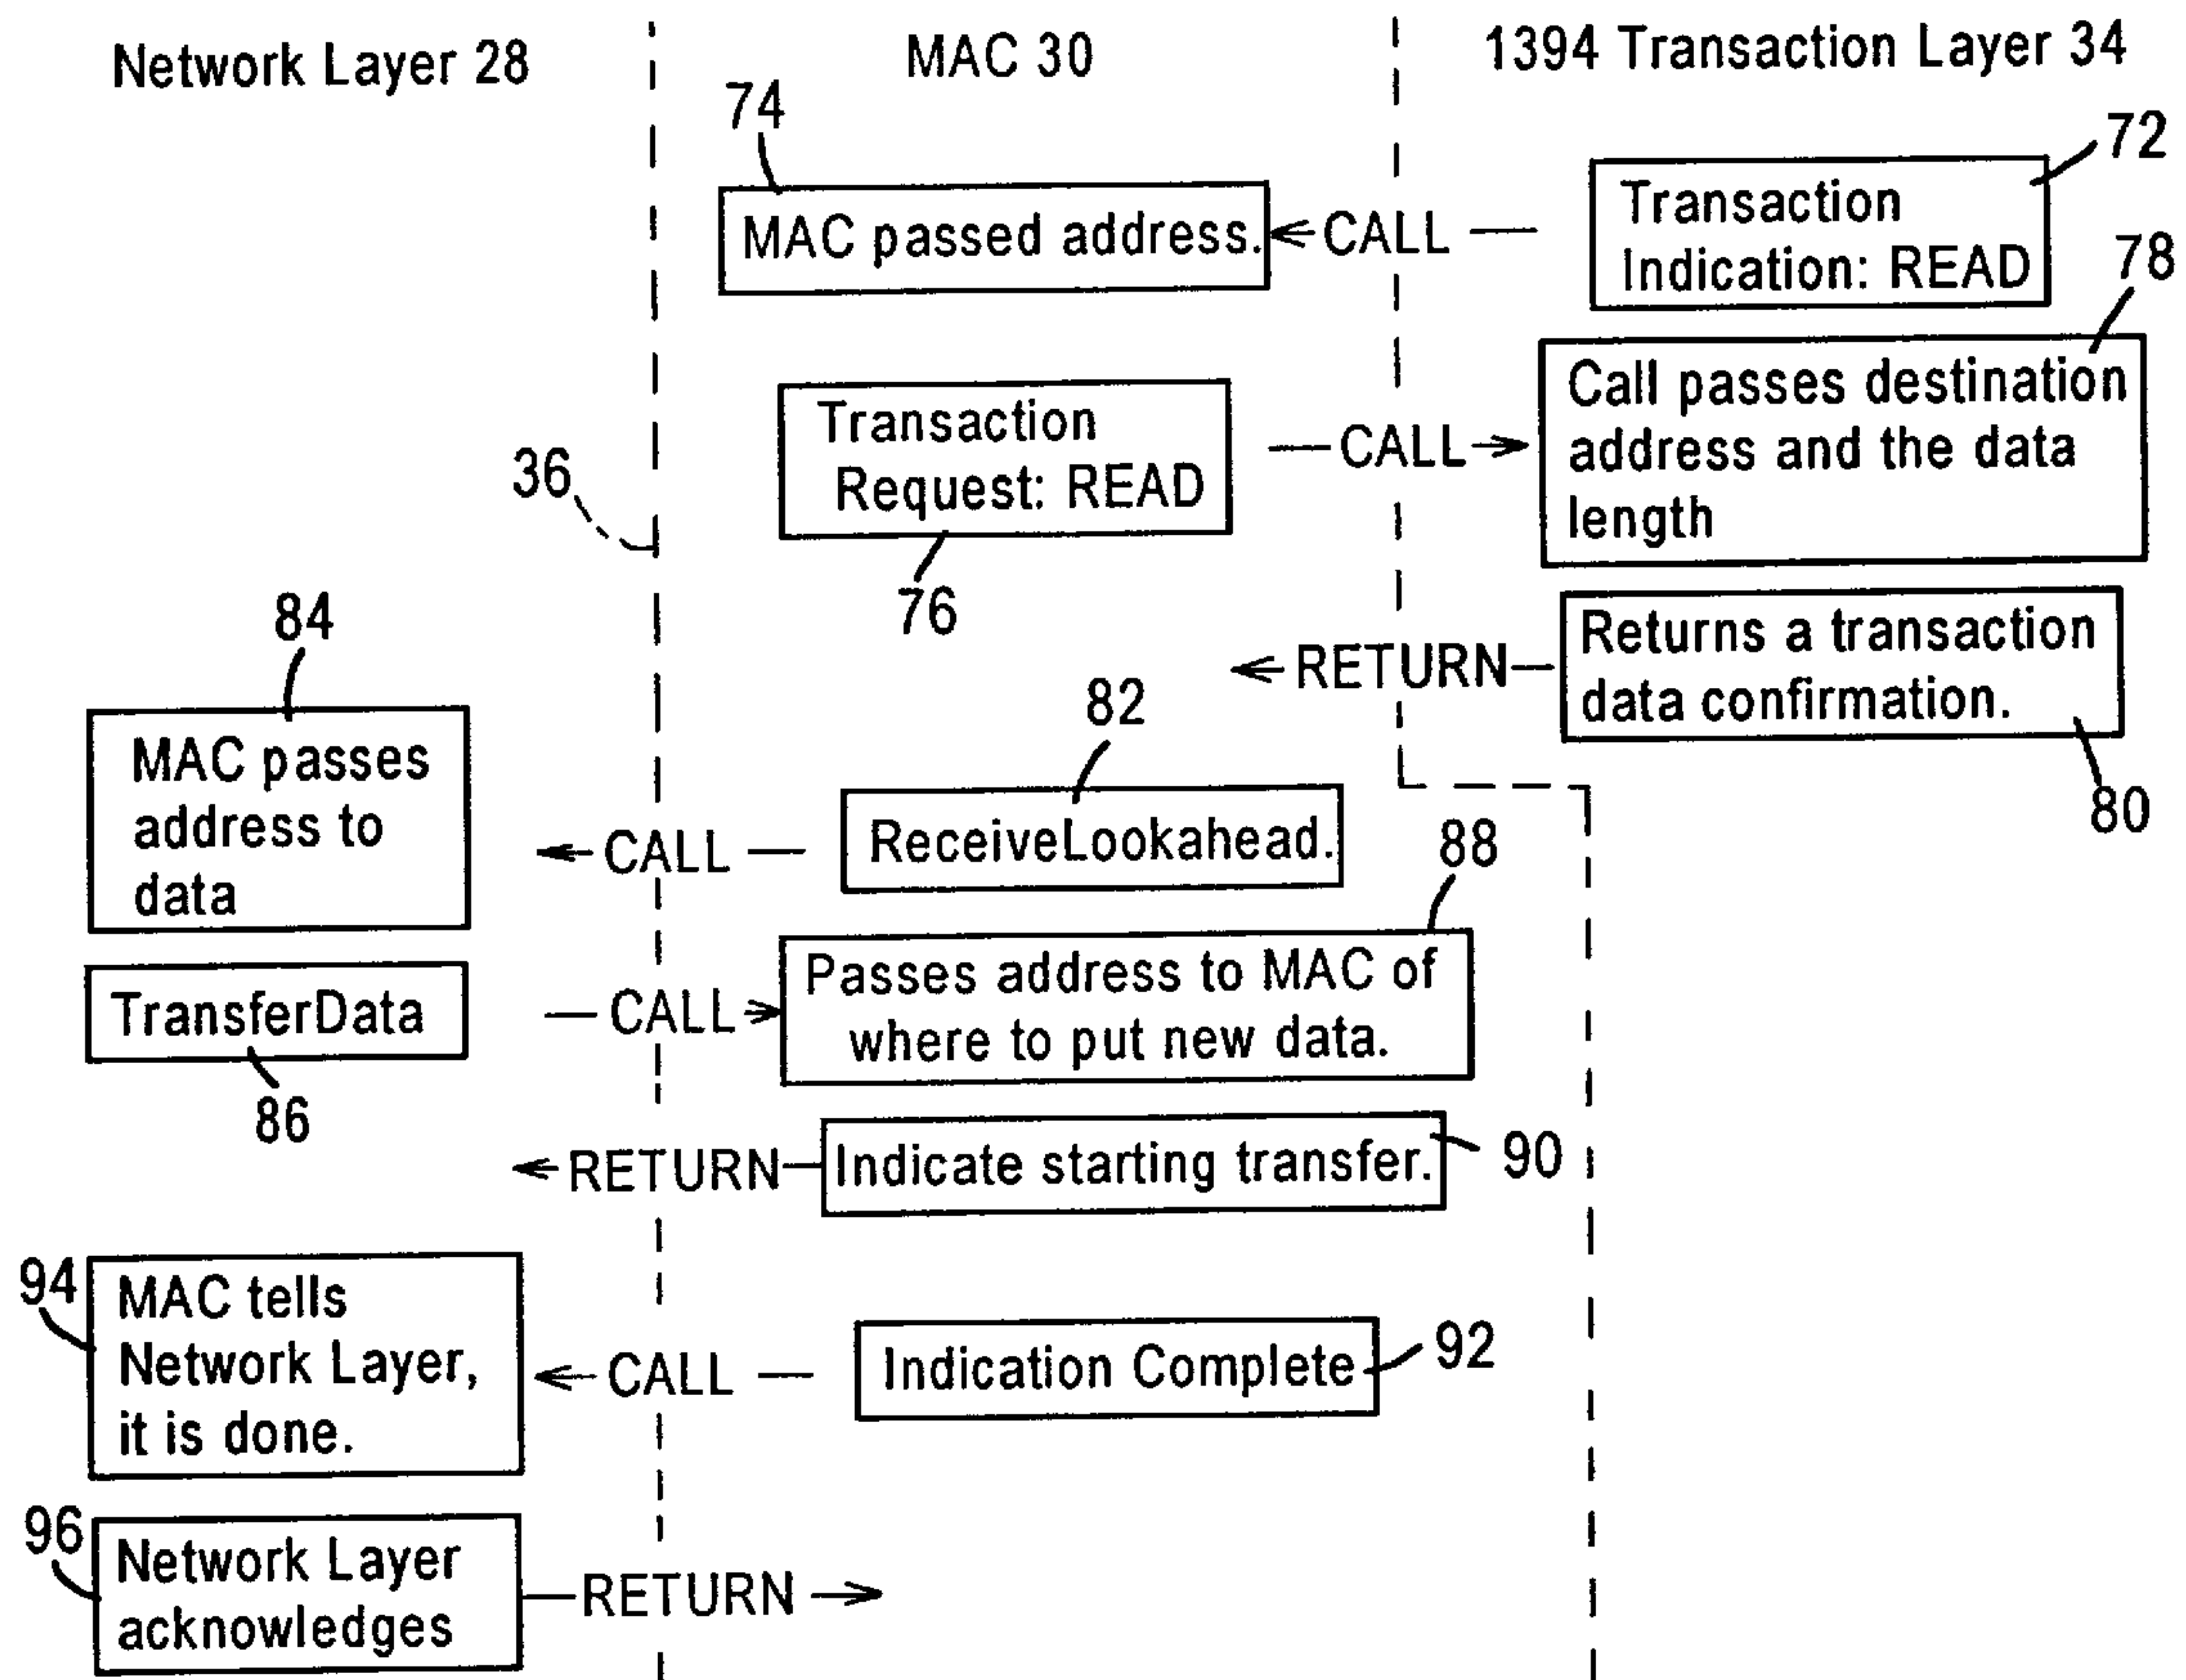 Network Layer 28
MAC 30
1394 Transaction Layer 34
74
72
MAC passed address.
CALL
Transaction
Indication: READ
78
Transaction
Request: READ
CALL
Call passes destination
address and the data
length
36
76
RETURN
Returns a transaction
data confirmation.
80
84
82
MAC passes
address to
data
CALL
ReceiveLookahead.
88
TransferData
CALL
Passes address to MAC of
where to put new data.
86
RETURN
Indicate starting transfer.
90
94
MAC tells
Network Layer,
it is done.
CALL
Indication Complete
92
96
Network Layer
acknowledges
RETURN